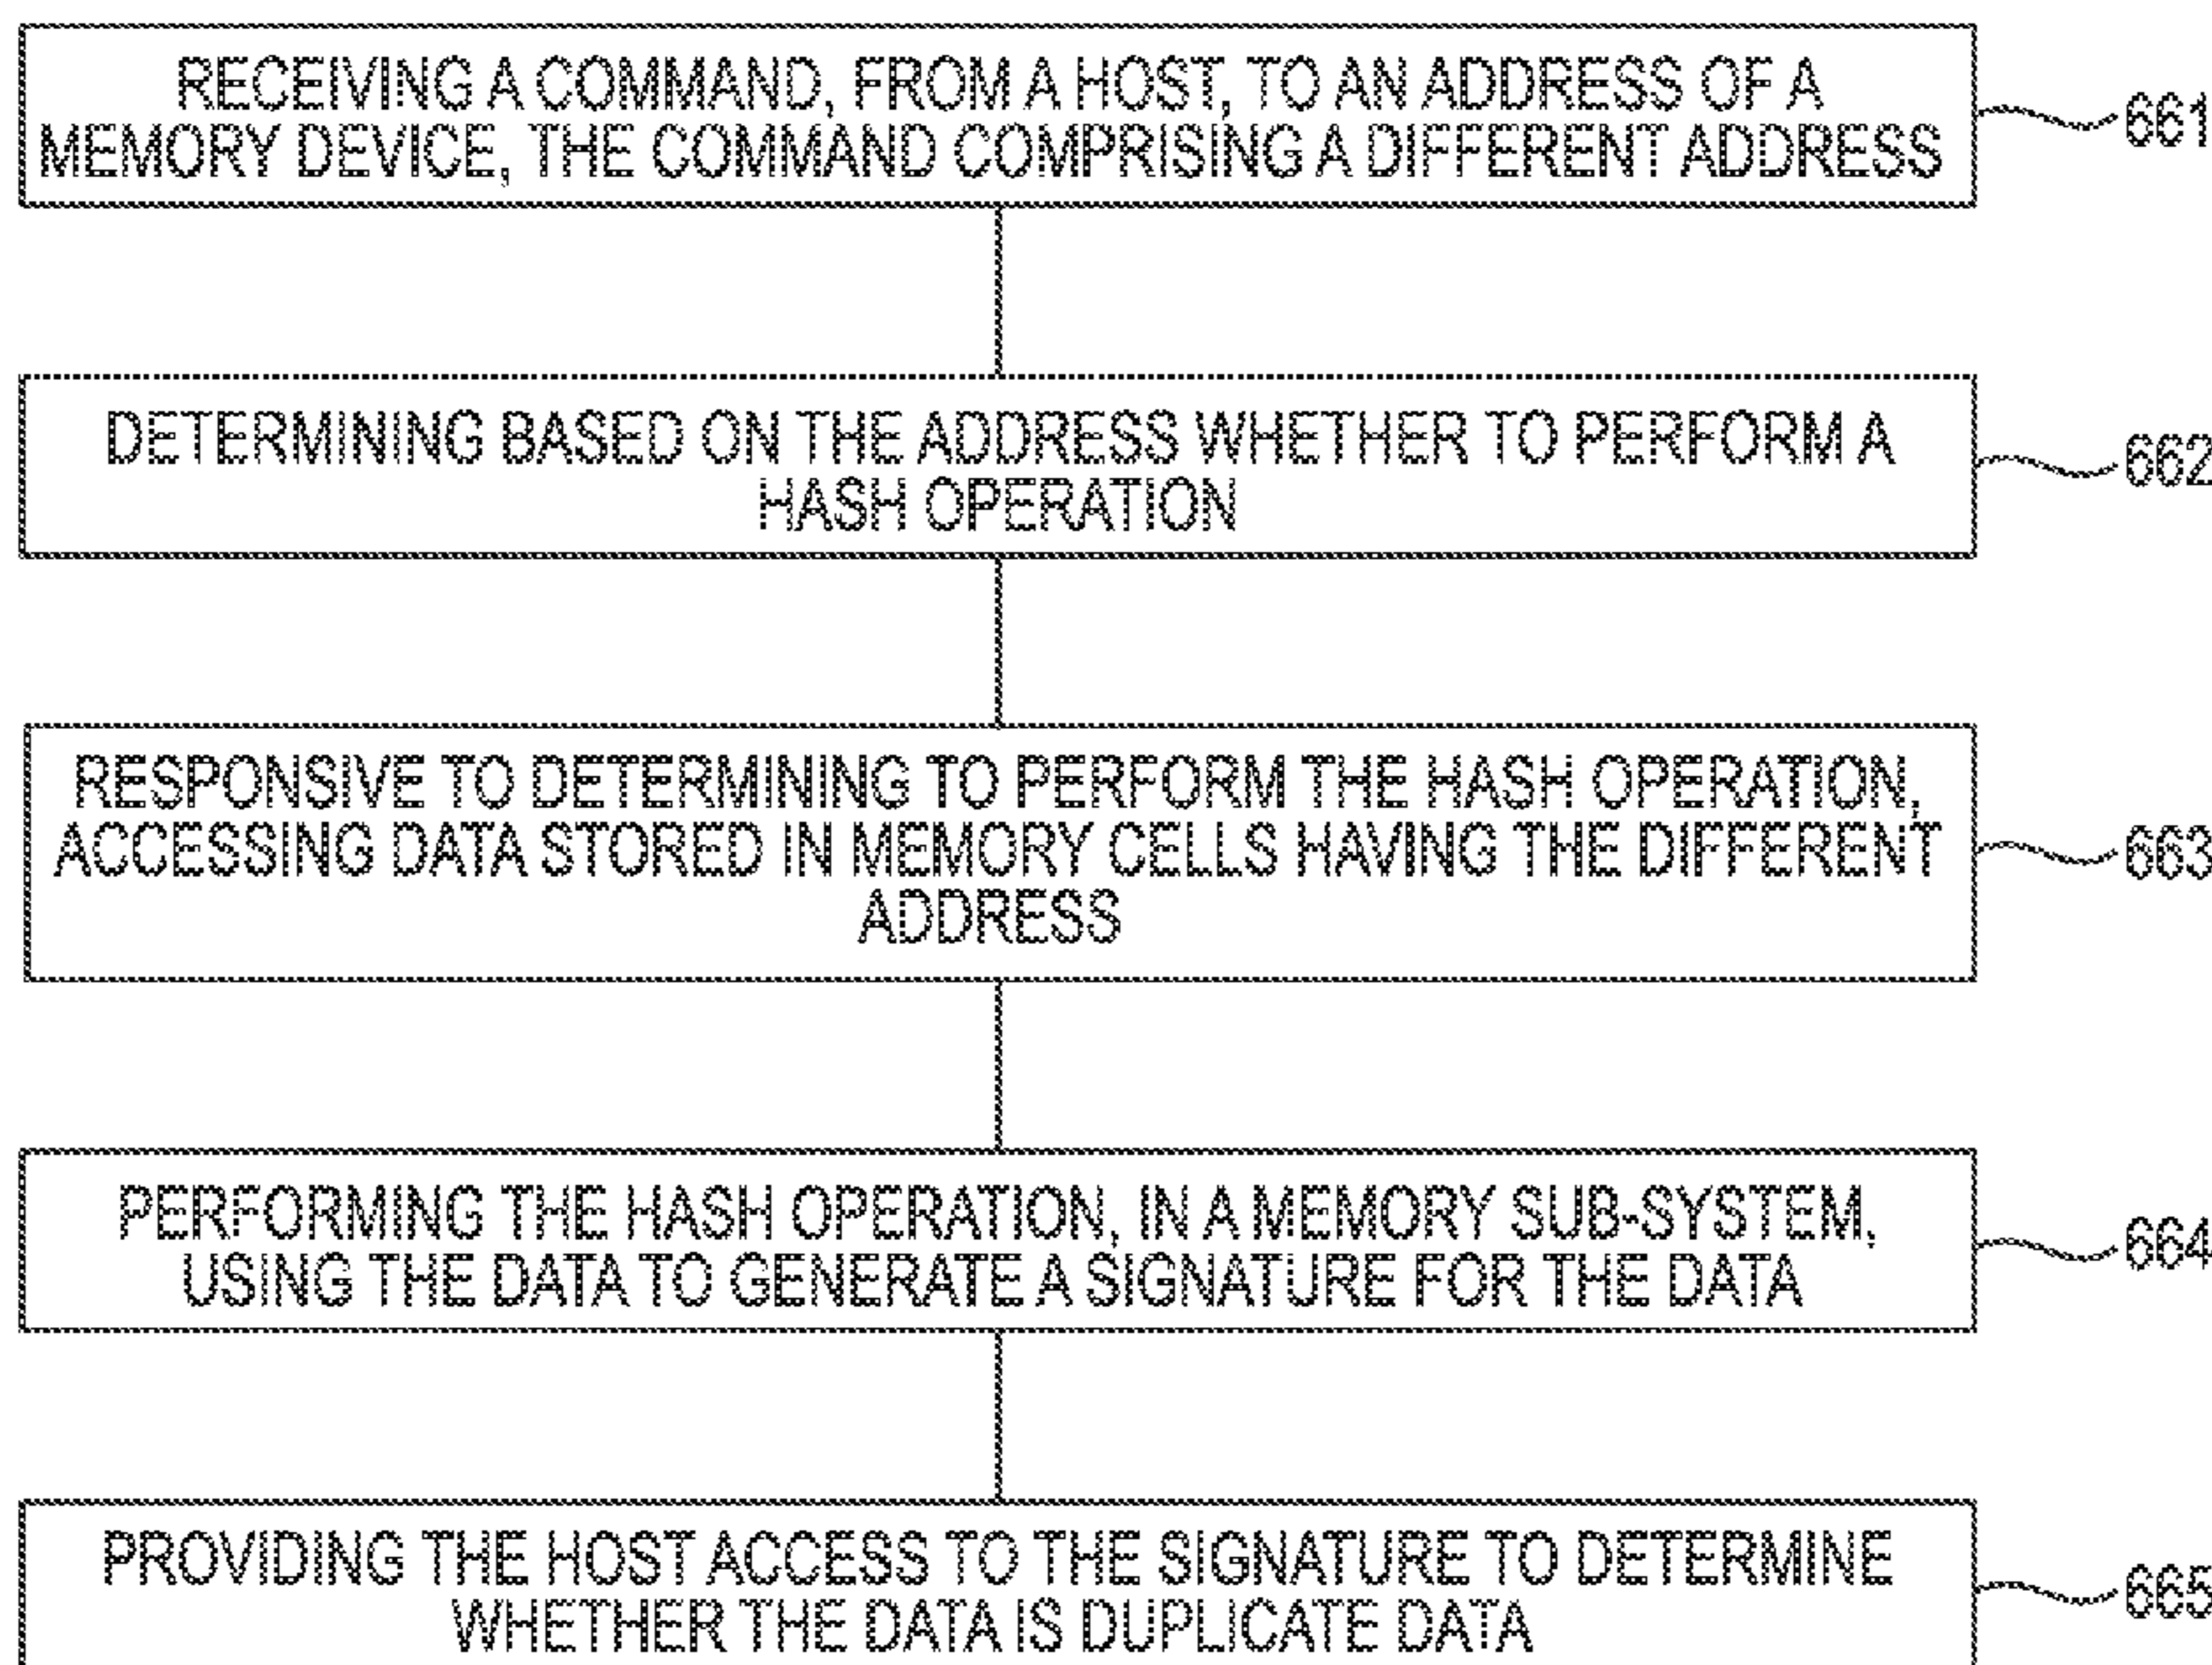 RECEIVING A COMMAND, FROM A HOST, TO AN ADDRESS OF A
MEMORY DEVICE, THE COMMAND COMPRISING A DIFFERENT ADDRESS
661
DETERMINING BASED ON THE ADDRESS WHETHER TO PERFORM A
HASH OPERATION
662
RESPONSIVE TO DETERMINING TO PERFORM THE HASH OPERATION,
ACCESSING DATA STORED IN MEMORY CELLS HAVING THE DIFFERENT
ADDRESS
663
PERFORMING THE HASH OPERATION, IN A MEMORY SUB-SYSTEM,
USING THE DATA TO GENERATE A SIGNATURE FOR THE DATA
664
PROVIDING THE HOST ACCESS TO THE SIGNATURE TO DETERMINE
WHETHER THE DATA IS DUPLICATE DATA
665